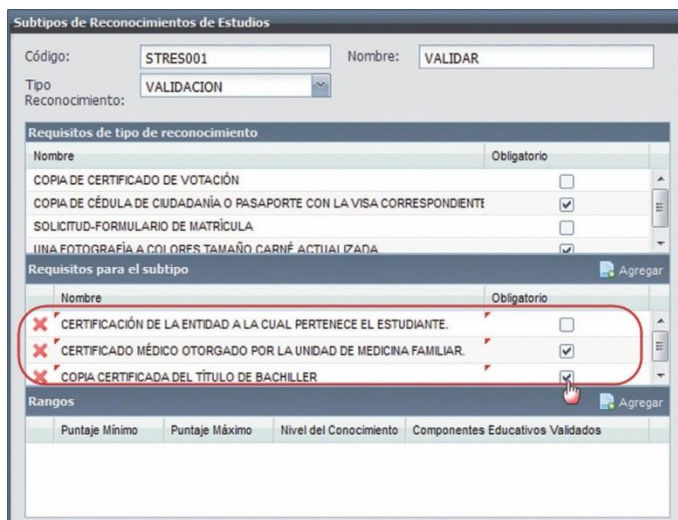 Subtipos de Reconocimientos de Estudios
Código: STRES001 Nombre: VALIDAR
Tipo Reconocimiento: VALIDACION
Requisitos de tipo de reconocimiento
Nombre Obligatorio
COPIA DE CERTIFICADO DE VOTACIÓN
COPIA DE CÉDULA DE CIUDADANÍA O PASAPORTE CON LA VISA CORRESPONDIENTE
SOLICITUD-FORMULARIO DE MATRÍCULA
UNA FOTOGRAFÍA A COLORES TAMAÑO CARNÉ ACTUALIZADA
Requisitos para el subtipo Agregar
Nombre Obligatorio
CERTIFICACIÓN DE LA ENTIDAD A LA CUAL PERTENECE EL ESTUDIANTE.
CERTIFICADO MÉDICO OTORGADO POR LA UNIDAD DE MEDICINA FAMILIAR.
COPIA CERTIFICADA DEL TÍTULO DE BACHILLER
Rangos Agregar
Puntaje Mínimo Puntaje Máximo Nivel del Conocimiento Componentes Educativos Validados